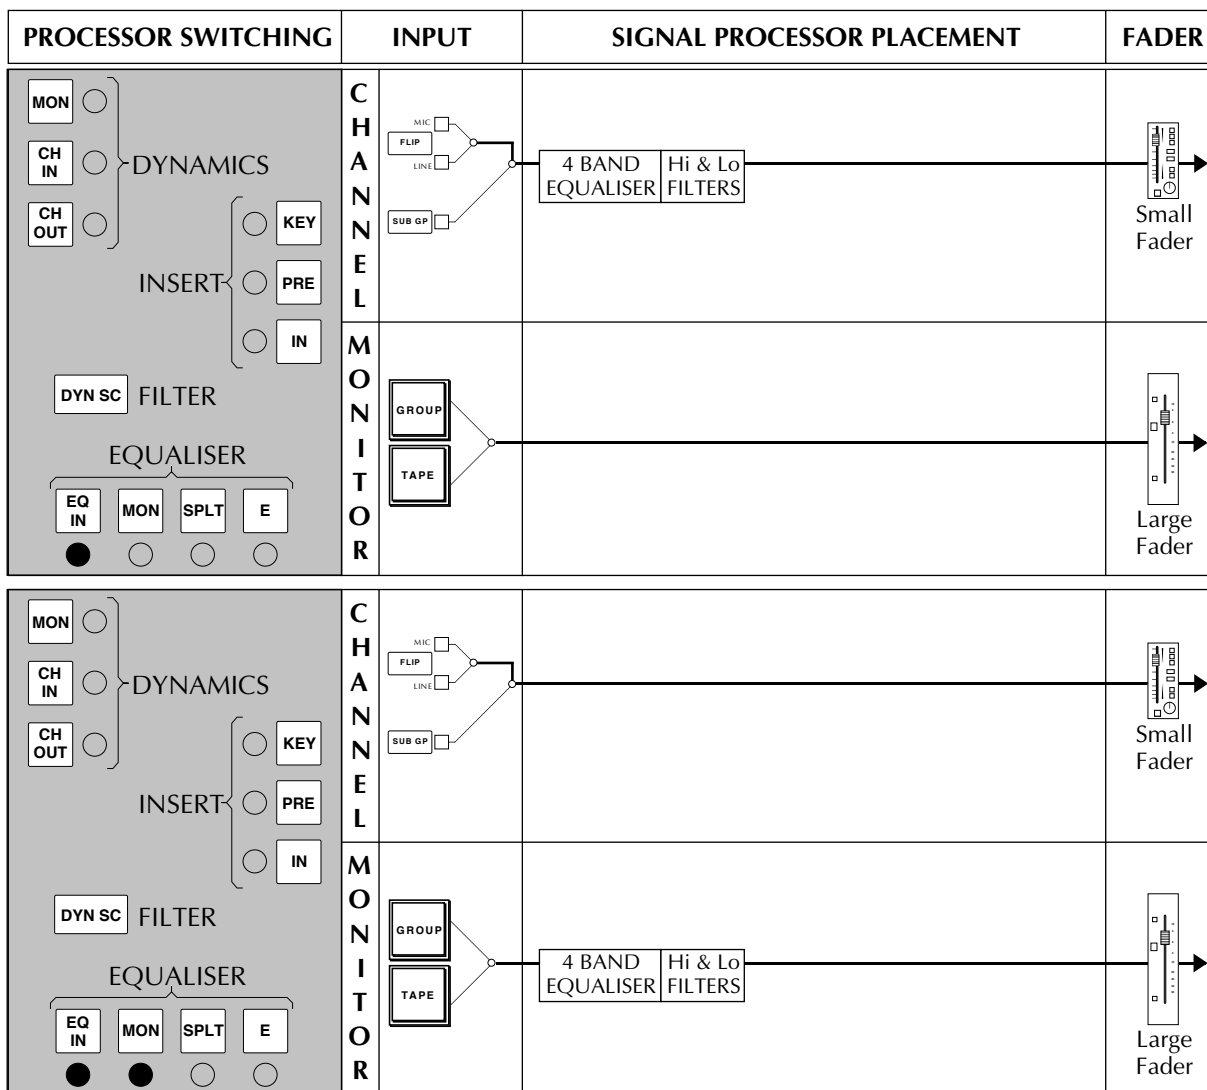 PROCESSOR SWITCHING INPUT SIGNAL PROCESSOR PLACEMENT FADER
MON
CH
IN
CH
OUT
DYNAMICS
INSERT
KEY
PRE
IN
DYN SC FILTER
EQUALISER
EQ
IN
MON SPLT E
CHANNEL
MIC
FLIP
LINE
SUB GP
4 BAND
EQUALISER
Hi & Lo
FILTERS
Small
Fader
MONITOR
GROUP
TAPE
Large
Fader
MON
CH
IN
CH
OUT
DYNAMICS
INSERT
KEY
PRE
IN
DYN SC FILTER
EQUALISER
EQ
IN
MON SPLT E
CHANNEL
MIC
FLIP
LINE
SUB GP
Small
Fader
MONITOR
GROUP
TAPE
4 BAND
EQUALISER
Hi & Lo
FILTERS
Large
Fader